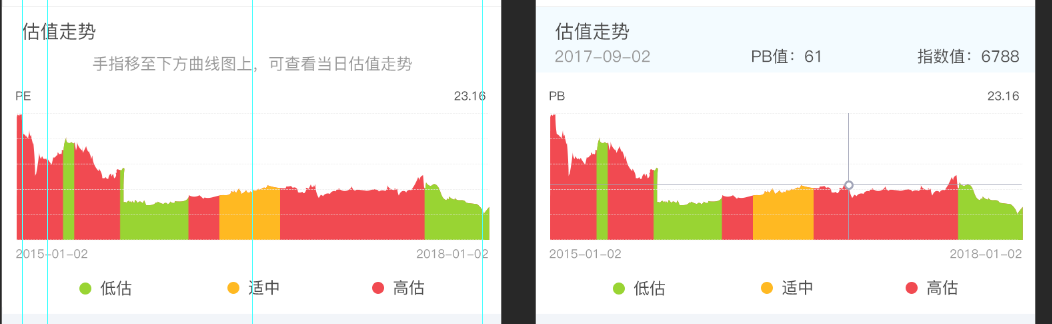 估值走势
手指移至下方曲线图上，可查看当日估值走势
PE 23.16
2015-01-02 2018-01-02
低估 适中 高估
估值走势
2017-09-02 PB值：61 指数值：6788
PB 23.16
2015-01-02 2018-01-02
低估 适中 高估